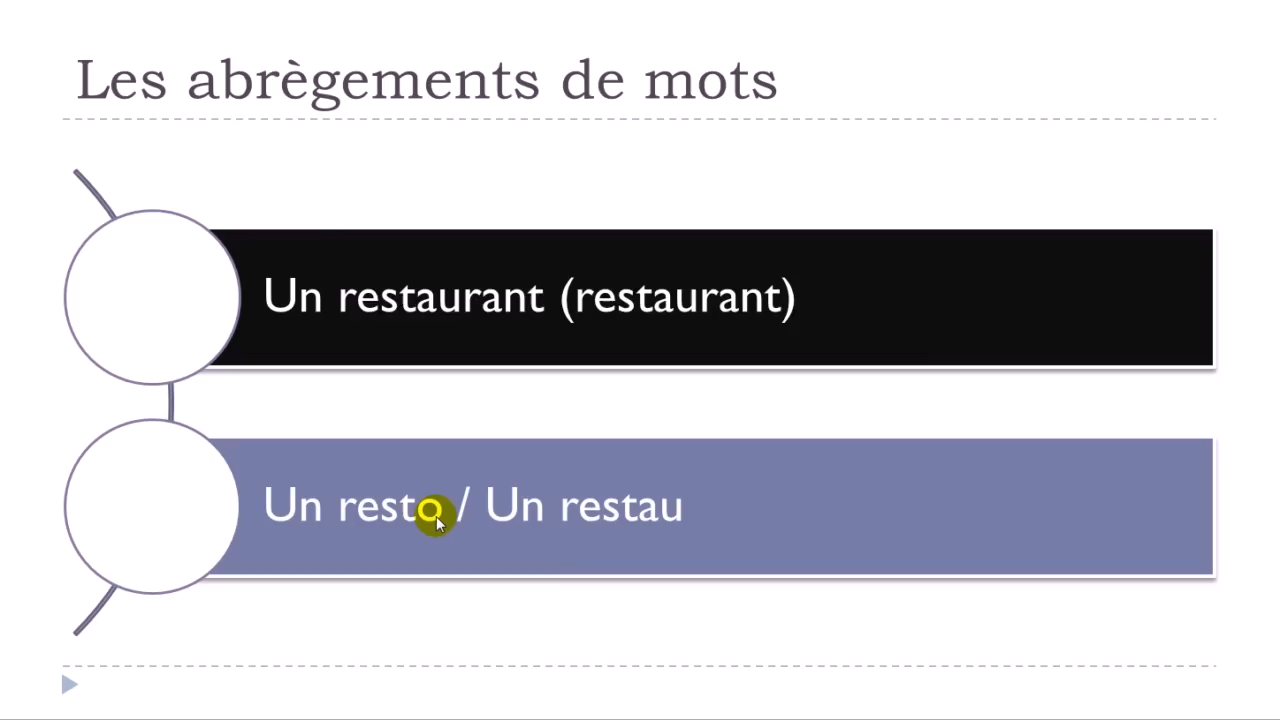 Les abrègements de mots
Un restaurant (restaurant)
Un resto / Un restau